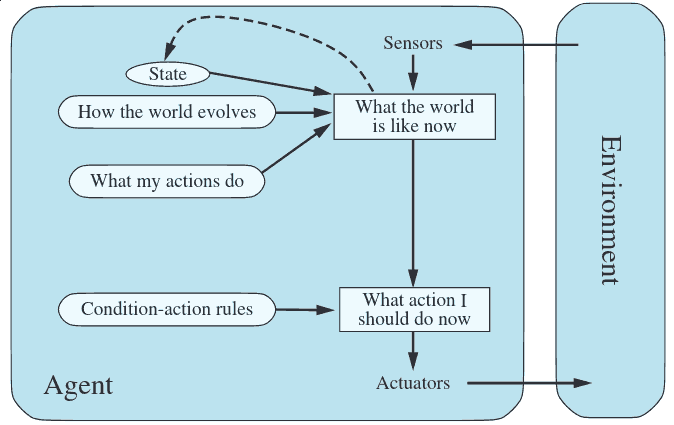 Sensors
State
How the world evolves
What the world
is like now
What my actions do
Environment
Condition-action rules
What action I
should do now
Agent
Actuators